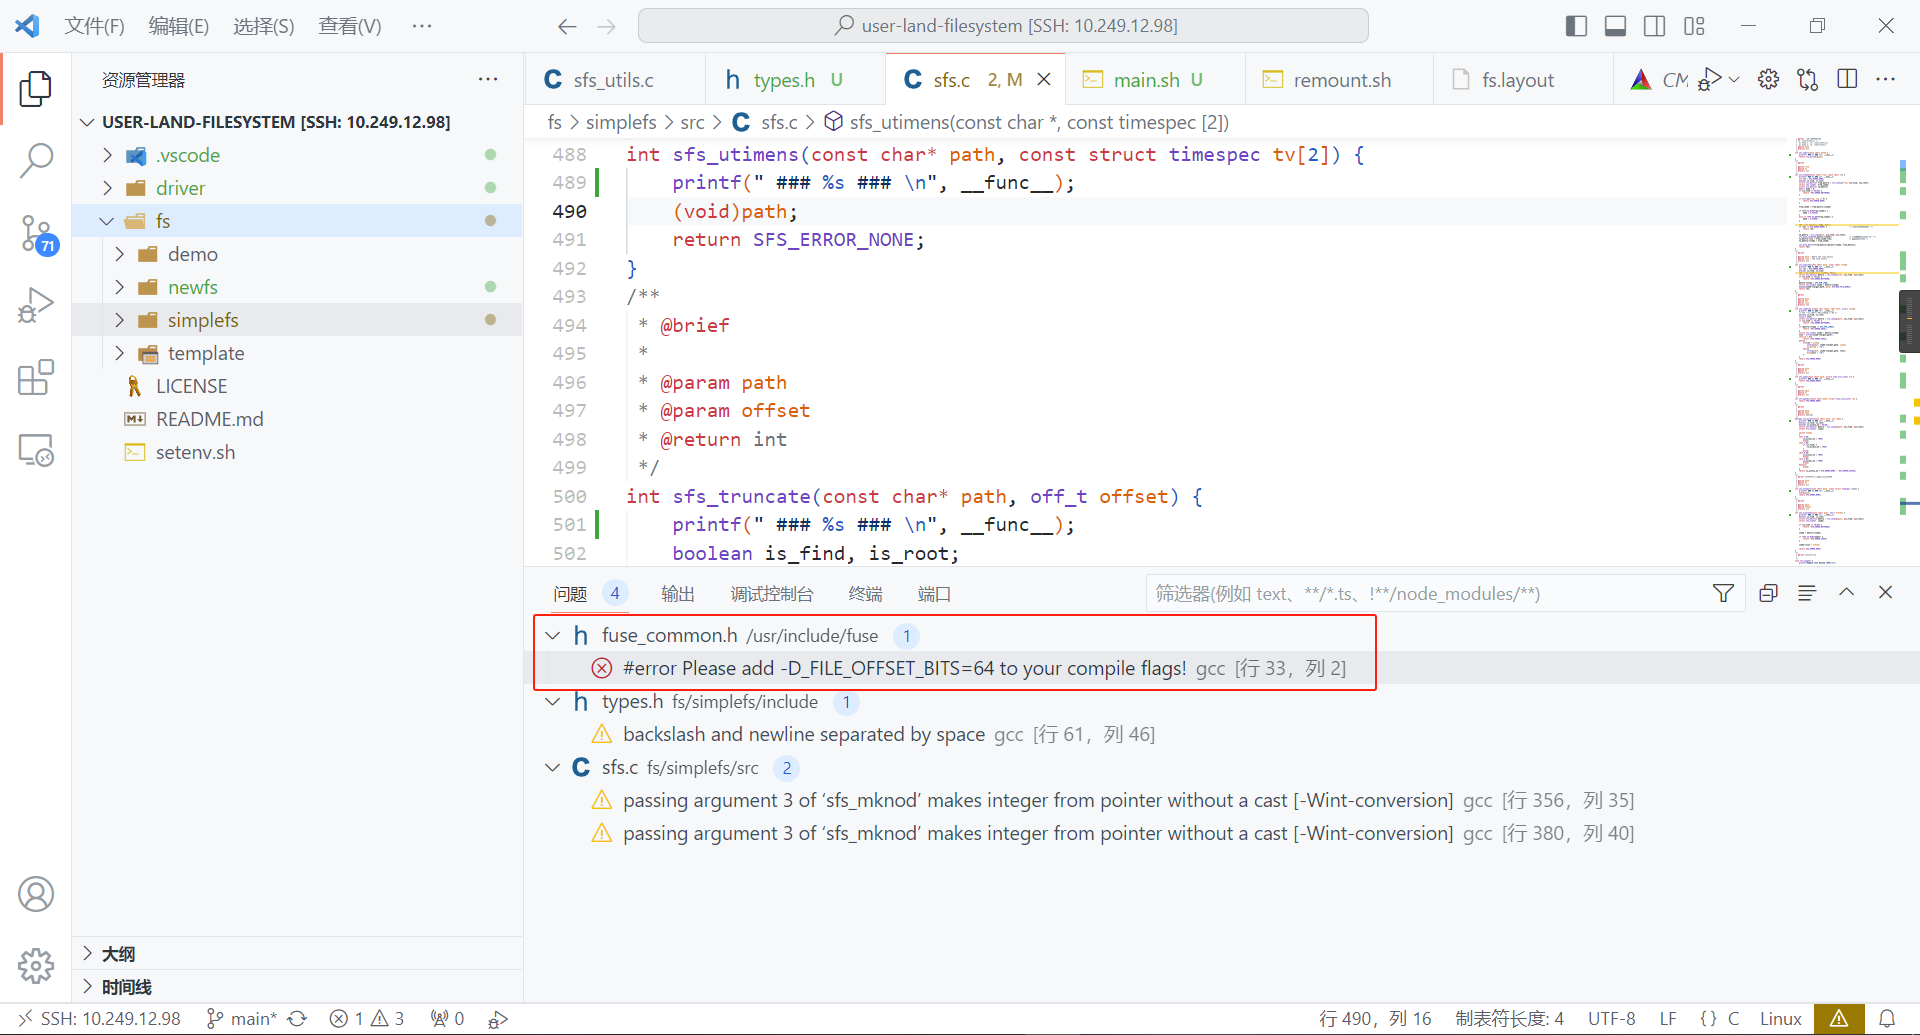 文件(F) 编辑(E) 选择(S) 查看(V) ··· user-land-filesystem [SSH: 10.249.12.98]
资源管理器 ···
USER-LAND-FILESYSTEM [SSH: 10.249.12.98]
.vscode
driver
fs
demo
newfs
simplefs
template
LICENSE
README.md
setenv.sh
大纲
时间线
71
C sfs_utils.c h types.h U C sfs.c 2, M main.sh U remount.sh fs.layout CM ···
fs > simplefs > src > C sfs.c > sfs_utimens(const char *, const timespec [2])
488 int sfs_utimens(const char* path, const struct timespec tv[2]) {
489 printf(" ### %s ### \n", __func__);
490 (void)path;
491 return SFS_ERROR_NONE;
492 }
493 /**
494 * @brief
495 *
496 * @param path
497 * @param offset
498 * @return int
499 */
500 int sfs_truncate(const char* path, off_t offset) {
501 printf(" ### %s ### \n", __func__);
502 boolean is_find, is_root;
问题 4 输出 调试控制台 终端 端口 筛选器(例如 text、**/*.ts、!**/node_modules/**)
h fuse_common.h /usr/include/fuse 1
#error Please add -D_FILE_OFFSET_BITS=64 to your compile flags! gcc [行 33，列 2]
h types.h fs/simplefs/include 1
backslash and newline separated by space gcc [行 61，列 46]
C sfs.c fs/simplefs/src 2
passing argument 3 of ‘sfs_mknod’ makes integer from pointer without a cast [-Wint-conversion] gcc [行 356，列 35]
passing argument 3 of ‘sfs_mknod’ makes integer from pointer without a cast [-Wint-conversion] gcc [行 380，列 40]
SSH: 10.249.12.98 main* 1 3 0 行 490，列 16 制表符长度: 4 UTF-8 LF {} C Linux